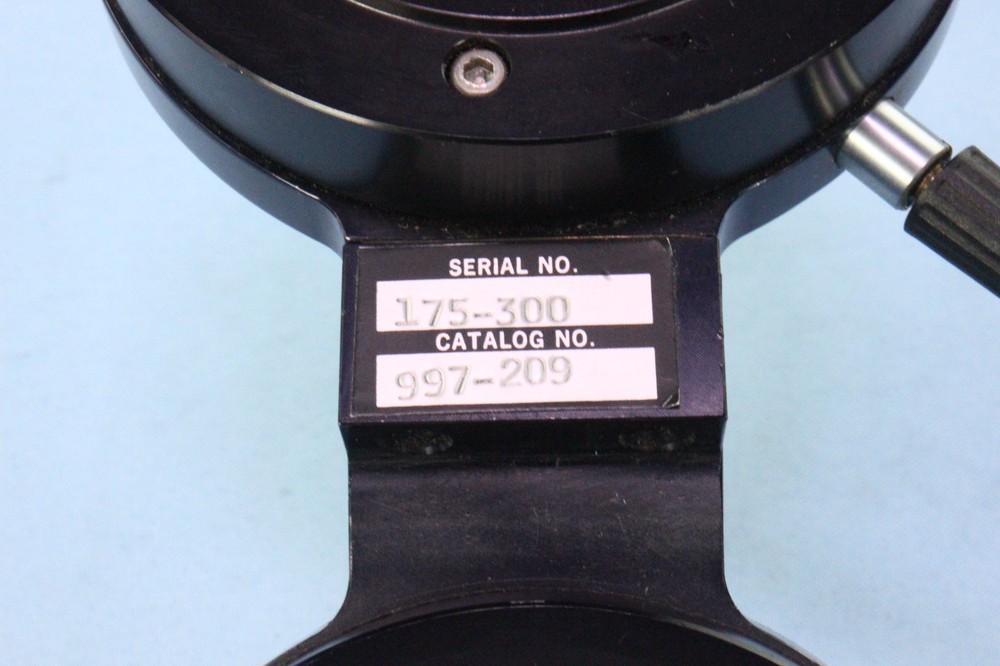 SERIAL NO.
175-300
CATALOG NO.
997-209